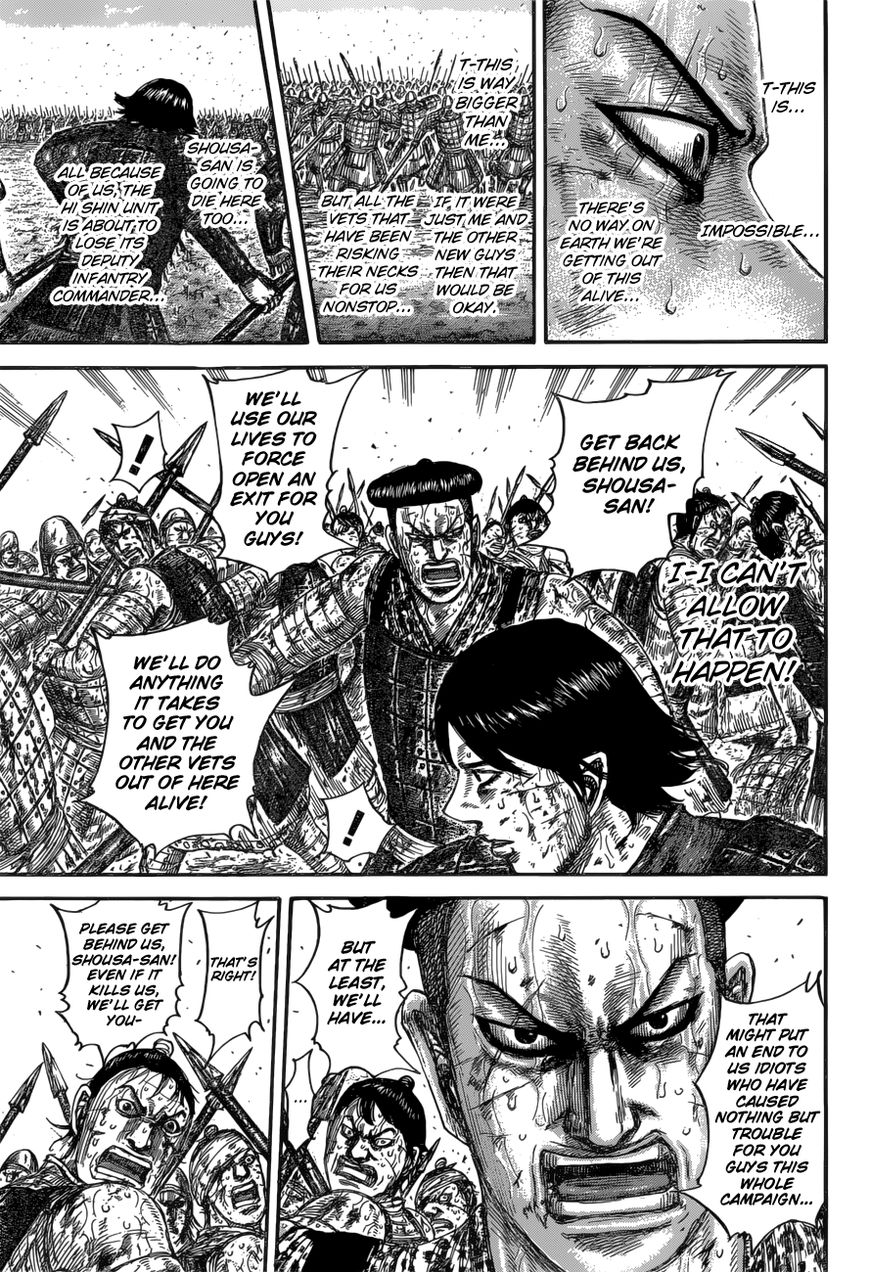 T-THIS
IS...
IMPOSSIBLE...
THERE'S
NO WAY ON
EARTH WE'RE
GETTING OUT
OF THIS
ALIVE...
T-THIS
IS WAY
BIGGER
THAN
ME...
IF IT WERE
JUST ME AND
THE OTHER
NEW GUYS
THEN THAT
WOULD BE
OKAY.
BUT ALL THE
VETS THAT
HAVE BEEN
RISKING
THEIR NECKS
FOR US
NONSTOP...
SHOUSA-
SAN IS
GOING TO
DIE HERE
TOO...
ALL BECAUSE
OF US, THE
HI SHIN UNIT
IS ABOUT TO
LOSE ITS
DEPUTY
INFANTRY
COMMANDER...
I-I CAN'T
ALLOW
THAT TO
HAPPEN!
GET BACK
BEHIND US,
SHOUSA-
SAN!
WE'LL
USE OUR
LIVES TO
FORCE
OPEN AN
EXIT FOR
YOU
GUYS!
!
WE'LL DO
ANYTHING
IT TAKES
TO GET YOU
AND THE
OTHER VETS
OUT OF HERE
ALIVE!
!
THAT
MIGHT PUT
AN END TO
US IDIOTS
WHO HAVE
CAUSED
NOTHING BUT
TROUBLE
FOR YOU
GUYS THIS
WHOLE
CAMPAIGN...
BUT
AT THE
LEAST,
WE'LL
HAVE...
...
THAT'S
RIGHT!
PLEASE GET
BEHIND US,
SHOUSA-SAN!
EVEN IF IT
KILLS US,
WE'LL GET
YOU-